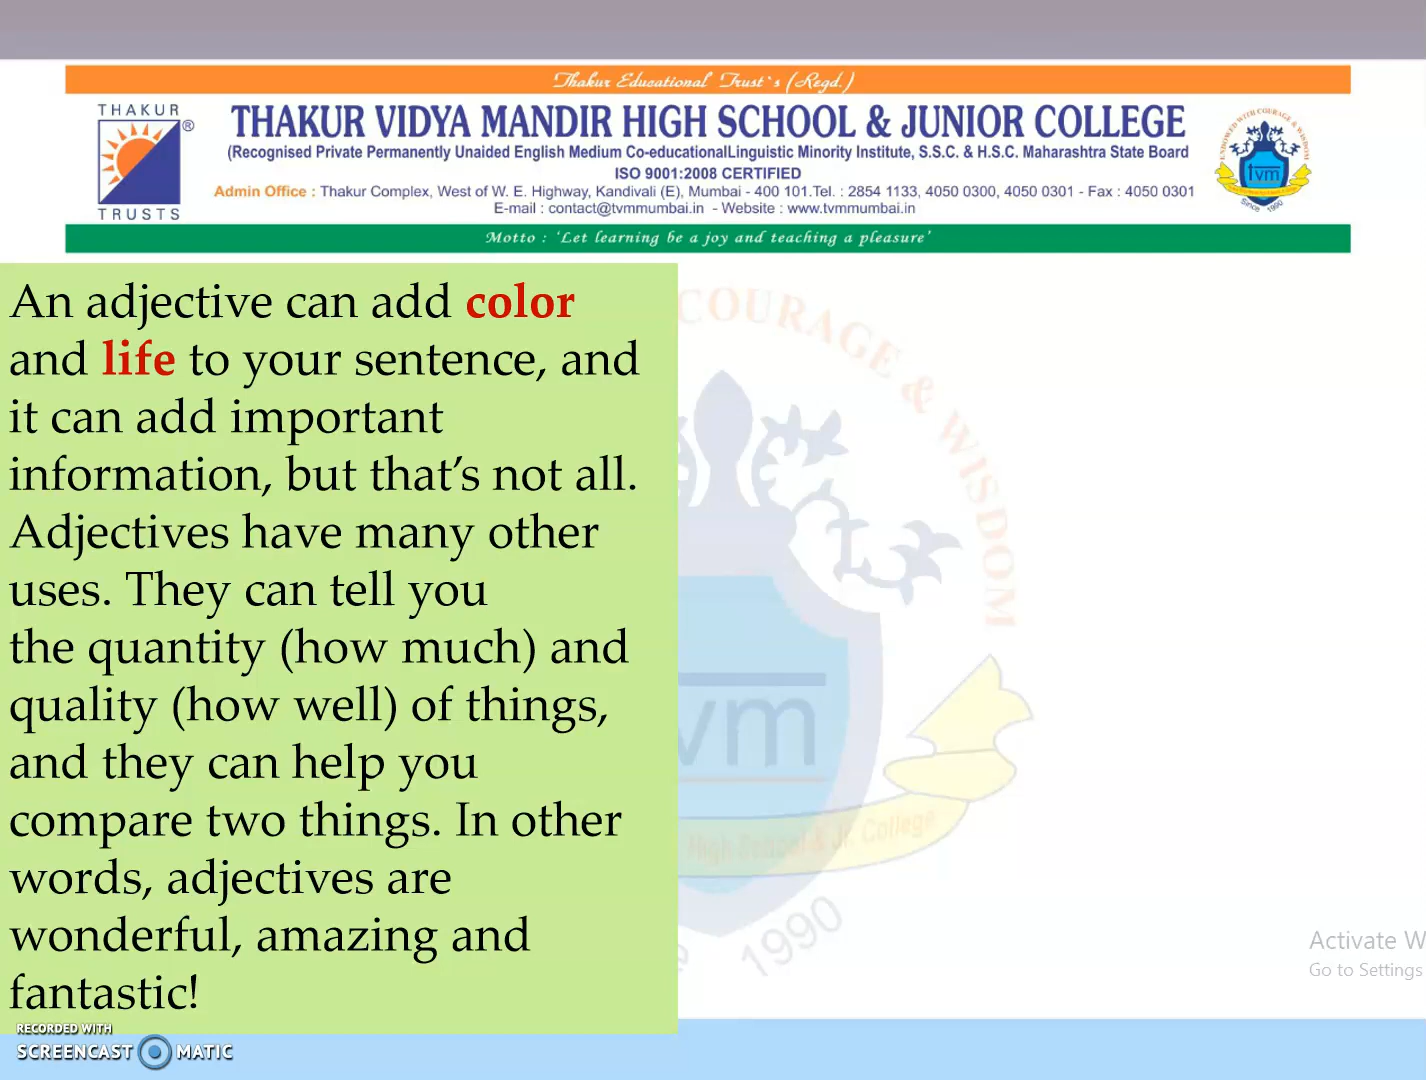 Thakur Educational Trust`s (Regd.)
THAKUR
®
TRUSTS
THAKUR VIDYA MANDIR HIGH SCHOOL & JUNIOR COLLEGE
(Recognised Private Permanently Unaided English Medium Co-educationalLinguistic Minority Institute, S.S.C. & H.S.C. Maharashtra State Board
ISO 9001:2008 CERTIFIED
Admin Office : Thakur Complex, West of W. E. Highway, Kandivali (E), Mumbai - 400 101.Tel. : 2854 1133, 4050 0300, 4050 0301 - Fax : 4050 0301
E-mail : contact@tvmmumbai.in - Website : www.tvmmumbai.in
ENDOWED WITH COURAGE & WISDOM
tvm
Since 1990
Motto : ‘Let learning be a joy and teaching a pleasure’
An adjective can add color
and life to your sentence, and
it can add important
information, but that’s not all.
Adjectives have many other
uses. They can tell you
the quantity (how much) and
quality (how well) of things,
and they can help you
compare two things. In other
words, adjectives are
wonderful, amazing and
fantastic!
COURAGE & WISDOM
vm
High School & Jr College
1990
Activate W
Go to Settings
RECORDED WITH
SCREENCAST MATIC